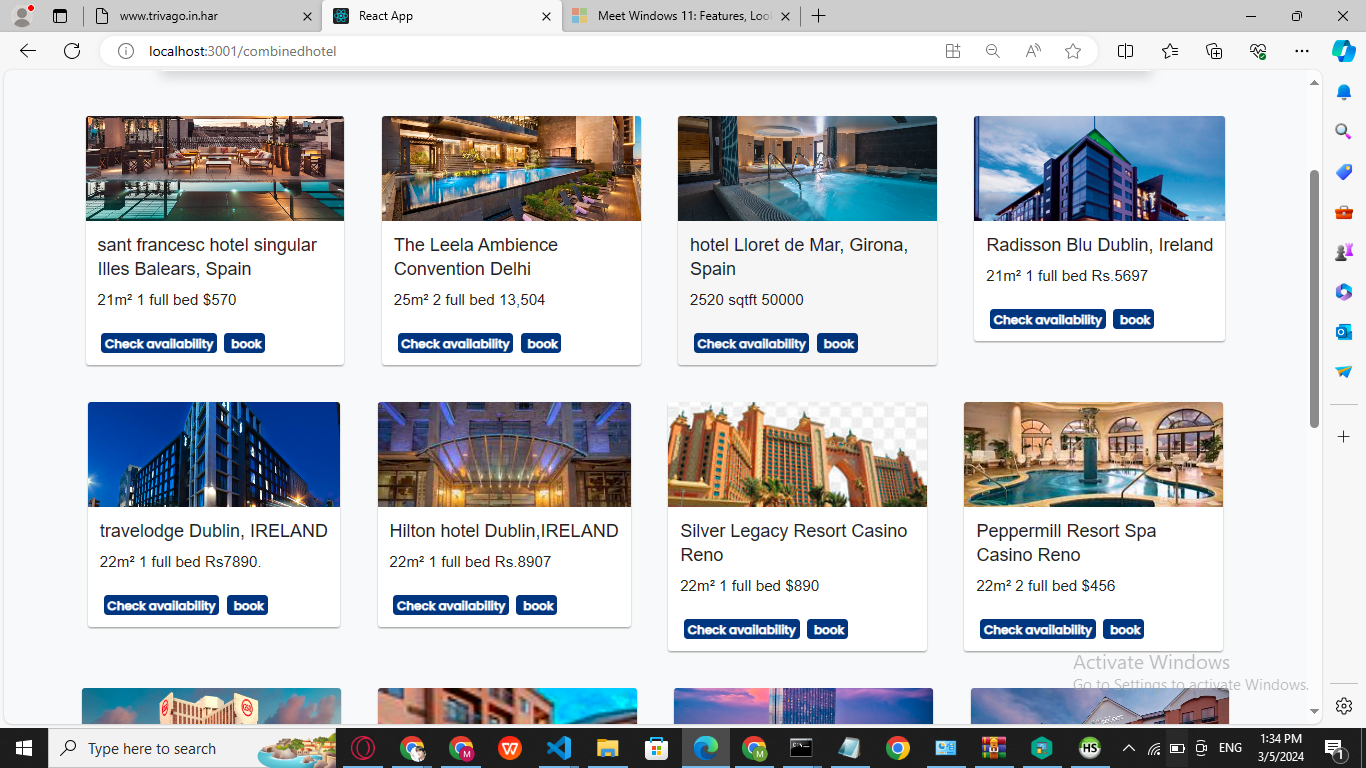 www.trivago.in.har
React App
Meet Windows 11: Features, Loo
localhost:3001/combinedhotel
sant francesc hotel singular
Illes Balears, Spain
21m² 1 full bed $570
Check availability book
The Leela Ambience
Convention Delhi
25m² 2 full bed 13,504
Check availability book
hotel Lloret de Mar, Girona,
Spain
2520 sqtft 50000
Check availability book
Radisson Blu Dublin, Ireland
21m² 1 full bed Rs.5697
Check availability book
travelodge Dublin, IRELAND
22m² 1 full bed Rs7890.
Check availability book
Hilton hotel Dublin,IRELAND
22m² 1 full bed Rs.8907
Check availability book
Silver Legacy Resort Casino
Reno
22m² 1 full bed $890
Check availability book
Peppermill Resort Spa
Casino Reno
22m² 2 full bed $456
Check availability book
Activate Windows
Go to Settings to activate Windows.
Type here to search
ENG
1:34 PM
3/5/2024